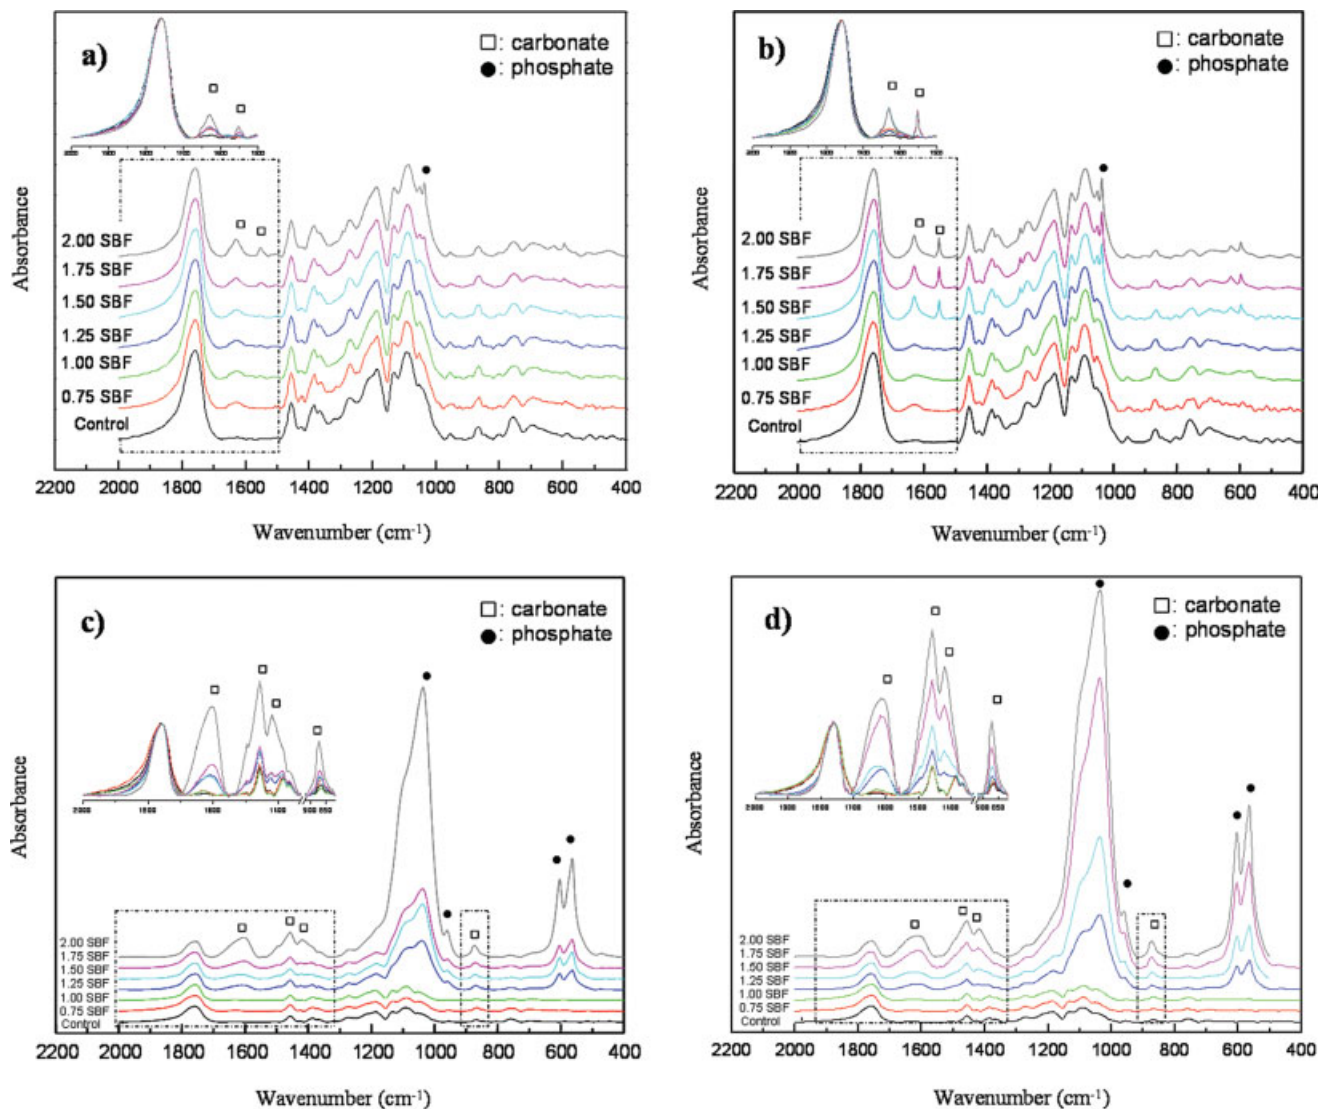 a)
□: carbonate
●: phosphate
Absorbance
2.00 SBF
1.75 SBF
1.50 SBF
1.25 SBF
1.00 SBF
0.75 SBF
Control
2200 2000 1800 1600 1400 1200 1000 800 600 400
Wavenumber (cm-1)
b)
□: carbonate
●: phosphate
Absorbance
2.00 SBF
1.75 SBF
1.50 SBF
1.25 SBF
1.00 SBF
0.75 SBF
Control
2200 2000 1800 1600 1400 1200 1000 800 600 400
Wavenumber (cm-1)
c)
□: carbonate
●: phosphate
Absorbance
2.00 SBF
1.75 SBF
1.50 SBF
1.25 SBF
1.00 SBF
0.75 SBF
Control
2200 2000 1800 1600 1400 1200 1000 800 600 400
Wavenumber (cm-1)
d)
□: carbonate
●: phosphate
Absorbance
2.00 SBF
1.75 SBF
1.50 SBF
1.25 SBF
1.00 SBF
0.75 SBF
Control
2200 2000 1800 1600 1400 1200 1000 800 600 400
Wavenumber (cm-1)